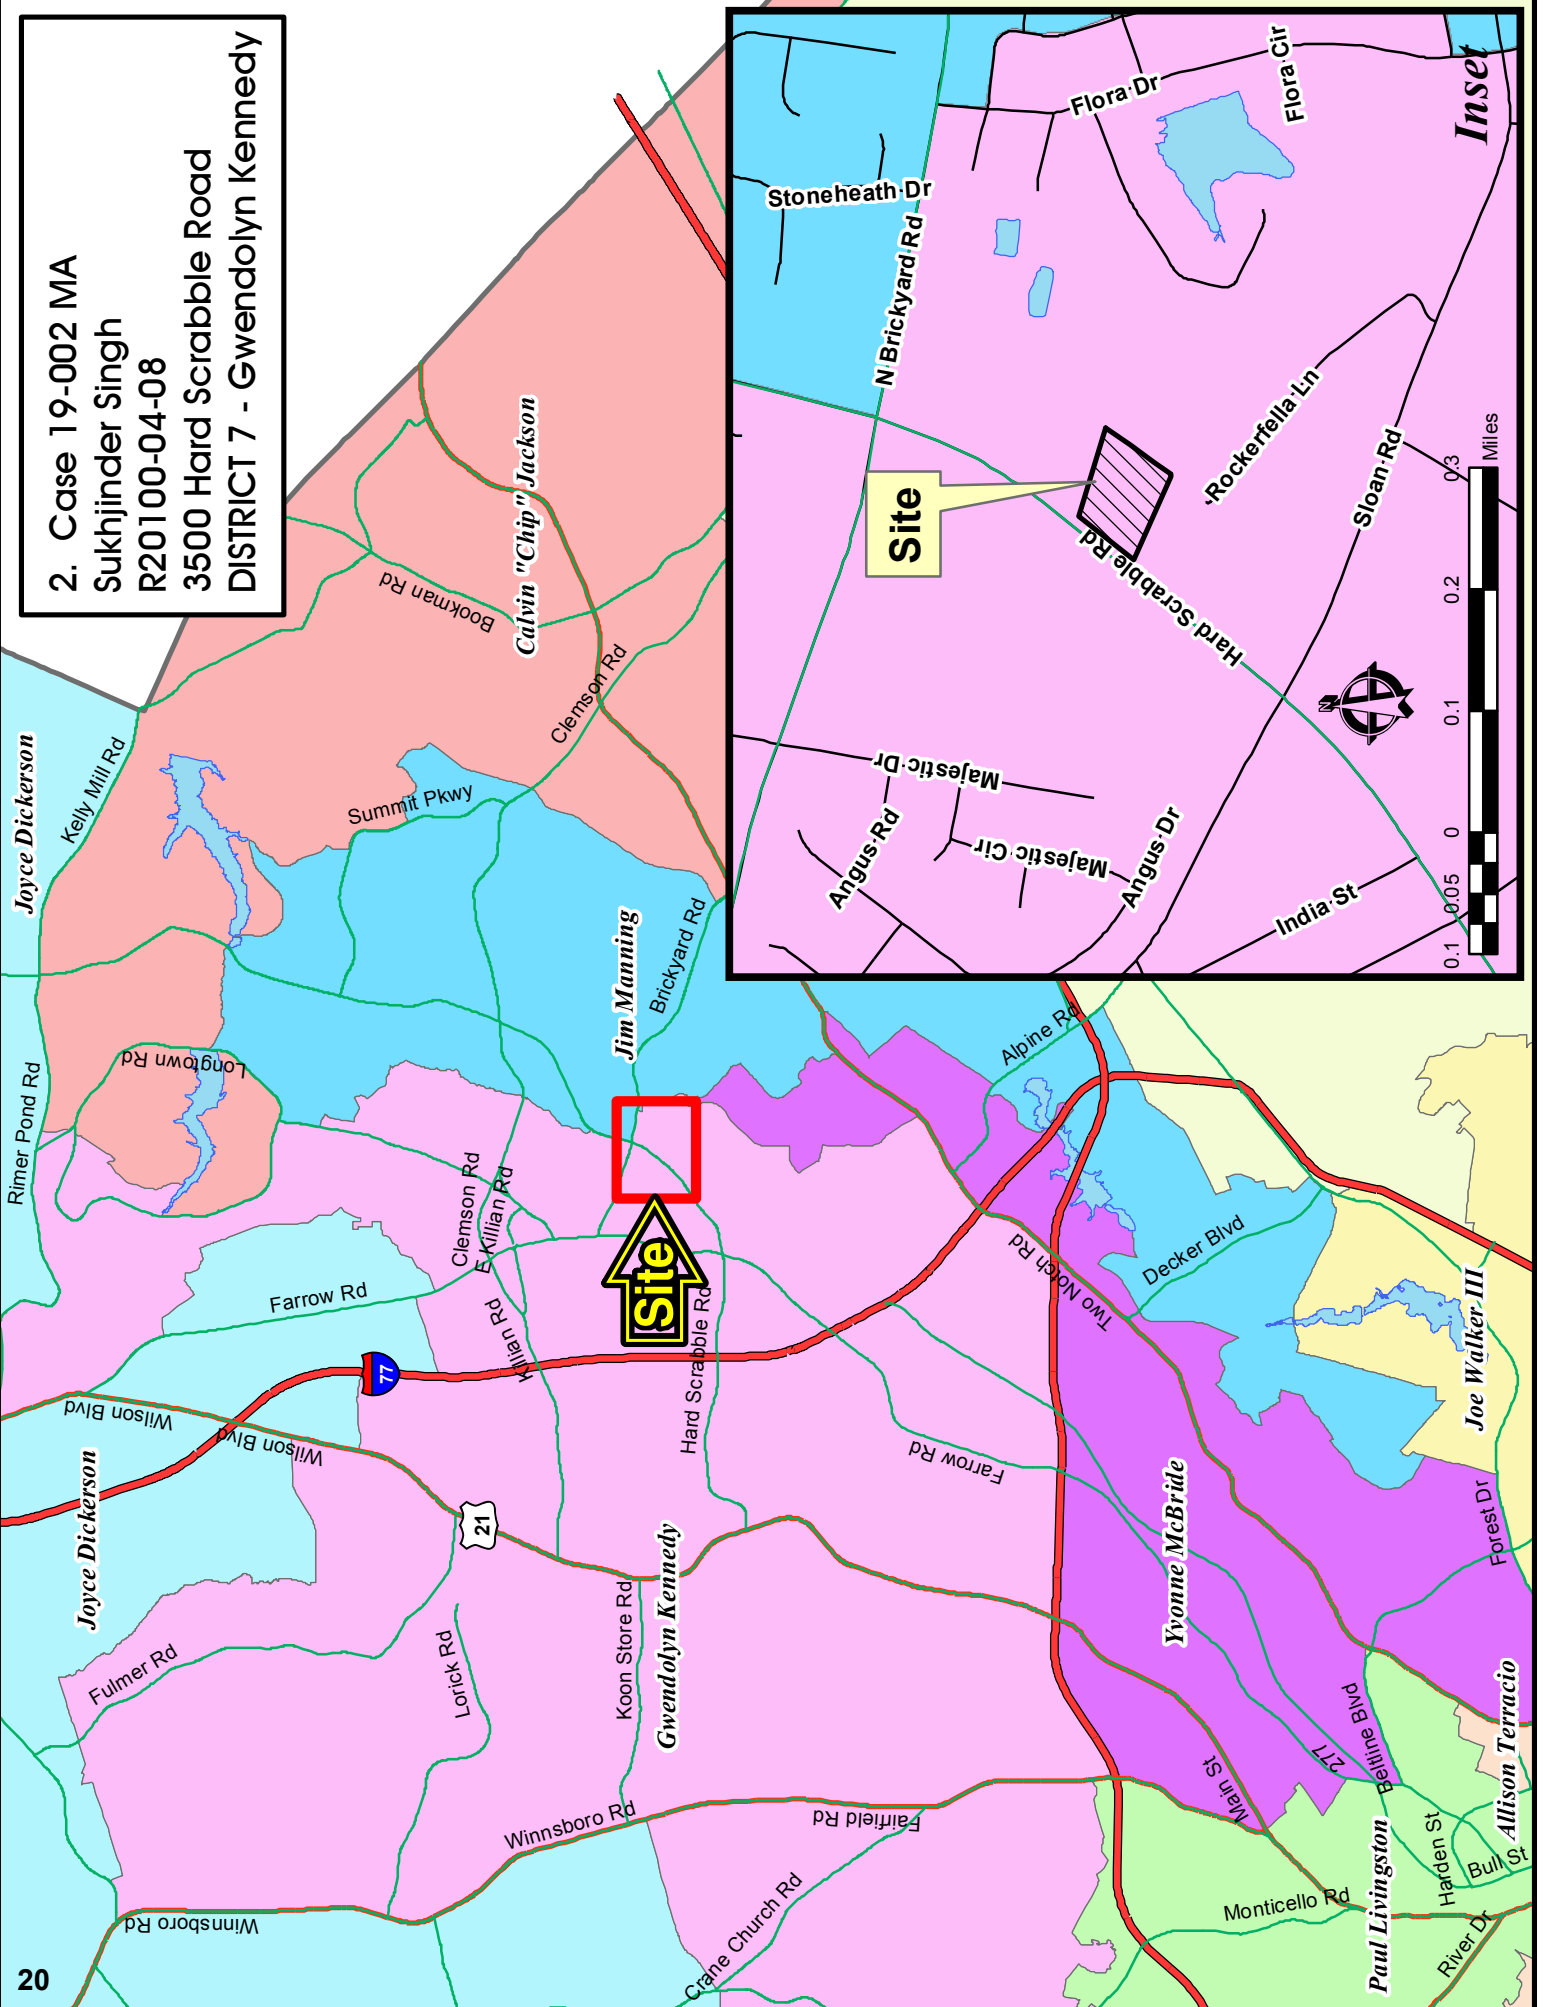 2. Case 19-002 MA
Sukhjinder Singh
R20100-04-08
3500 Hard Scrabble Road
DISTRICT 7 - Gwendolyn Kennedy
Joyce Dickerson
Kelly Mill Rd
Rimer Pond Rd
Longtown Rd
Summit Pkwy
Bookman Rd
Calvin "Chip" Jackson
Clemson Rd
Jim Manning
Brickyard Rd
Clemson Rd
E Killian Rd
Killian Rd
Farrow Rd
77
Wilson Blvd
Wilson Blvd
Joyce Dickerson
21
Site
Hard Scrabble Rd
Farrow Rd
Fulmer Rd
Lorick Rd
Koon Store Rd
Gwendolyn Kennedy
Winnsboro Rd
Winnsboro Rd
Fairfield Rd
Crane Church Rd
Alpine Rd
Two Notch Rd
Decker Blvd
Joe Walker III
Yvonne McBride
Forest Dr
Beltline Blvd
277
Main St
Monticello Rd
Paul Livingston
Harden St
Bull St
River Dr
Allison Terracio
20
Stoneheath Dr
N Brickyard Rd
Flora Dr
Flora Cir
Inset
Site
Hard Scrabble Rd
Rockerfella Ln
Sloan Rd
Majestic Dr
Angus Rd
Majestic Cir
Angus Dr
India St
N
0.1 0.05 0 0.1 0.2 0.3
Miles